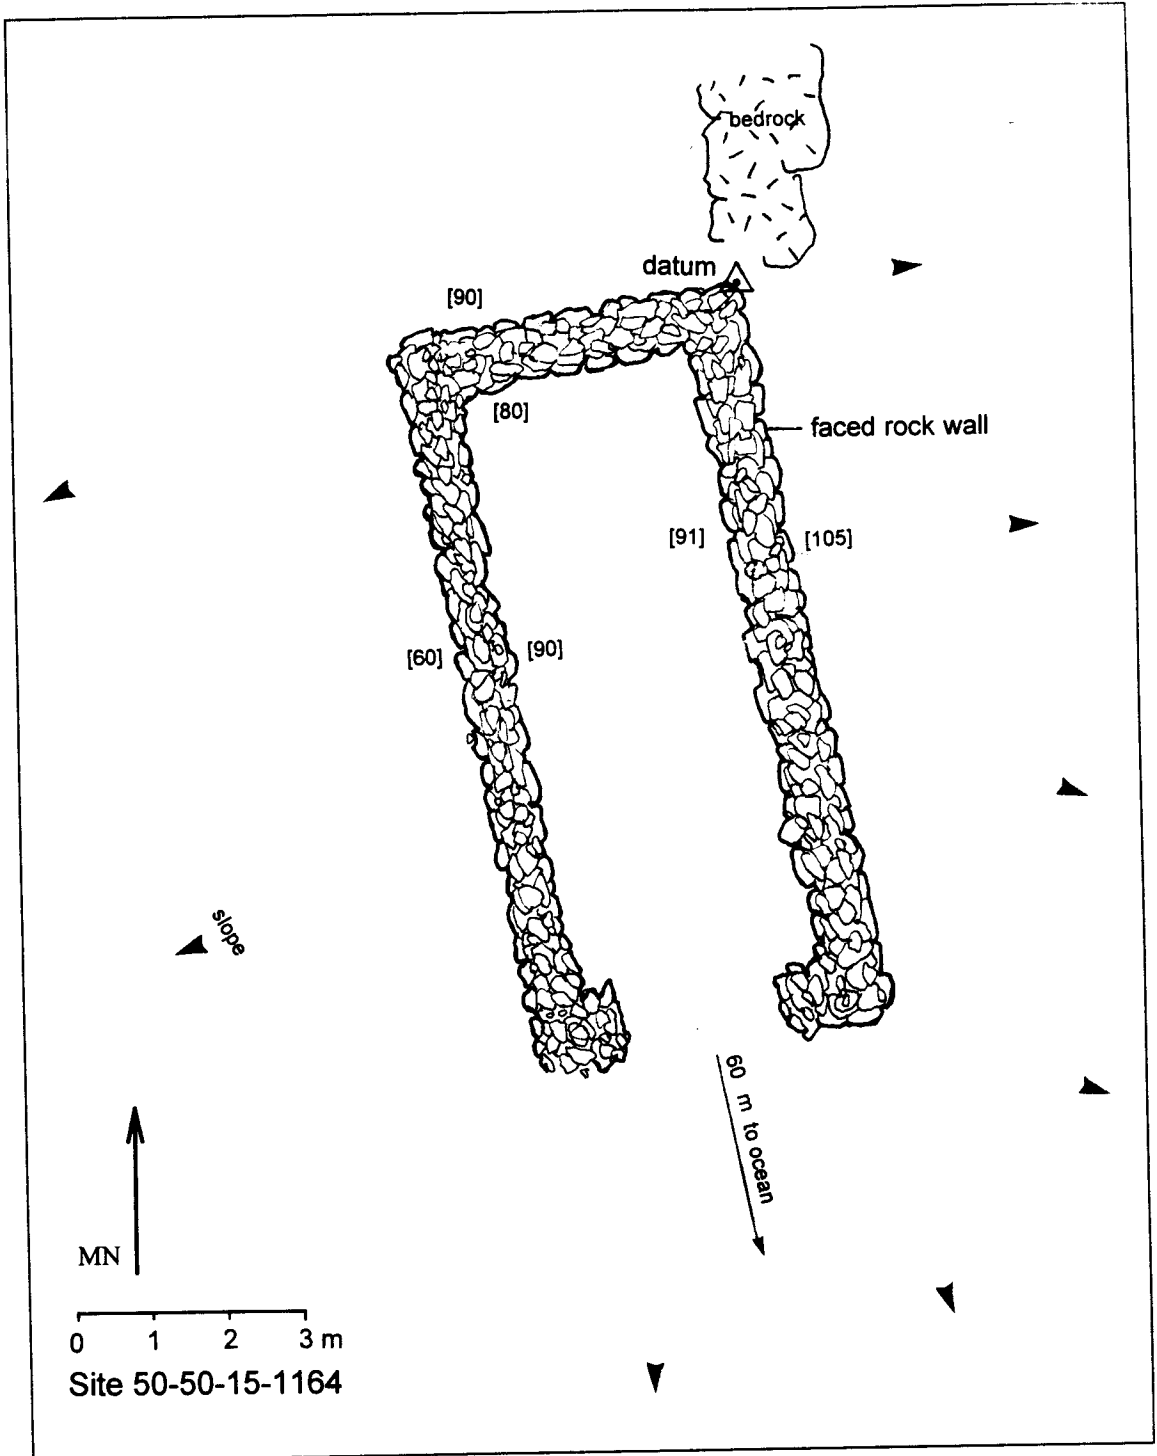 bedrock
datum
[90]
[80]
faced rock wall
[91]
[105]
[60]
[90]
slope
60 m to ocean
MN
0 1 2 3 m
Site 50-50-15-1164